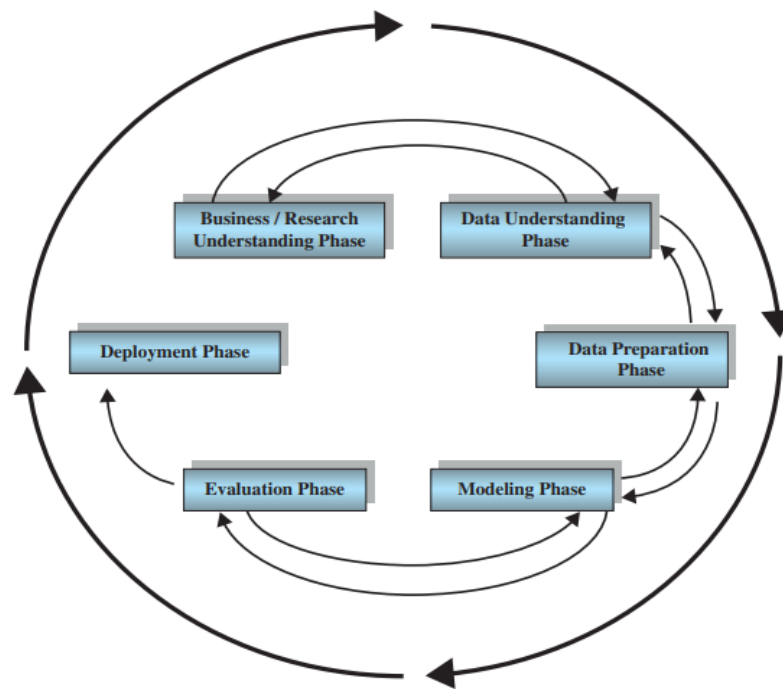 Business / Research
Understanding Phase
Data Understanding
Phase
Deployment Phase
Data Preparation
Phase
Evaluation Phase
Modeling Phase